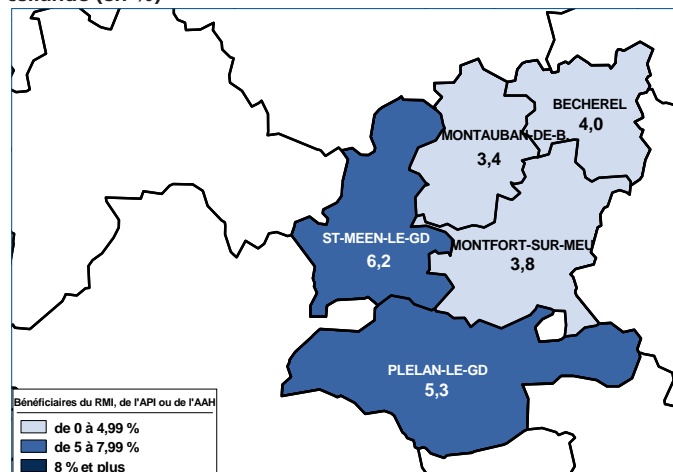 BECHEREL
4,0
MONTAUBAN-DE-B.
3,4
ST-MEEN-LE-GD
6,2
MONTFORT-SUR-MEU
3,8
PLELAN-LE-GD
5,3
Bénéficiaires du RMI, de l'API ou de l'AAH
de 0 à 4,99 %
de 5 à 7,99 %
8 % et plus